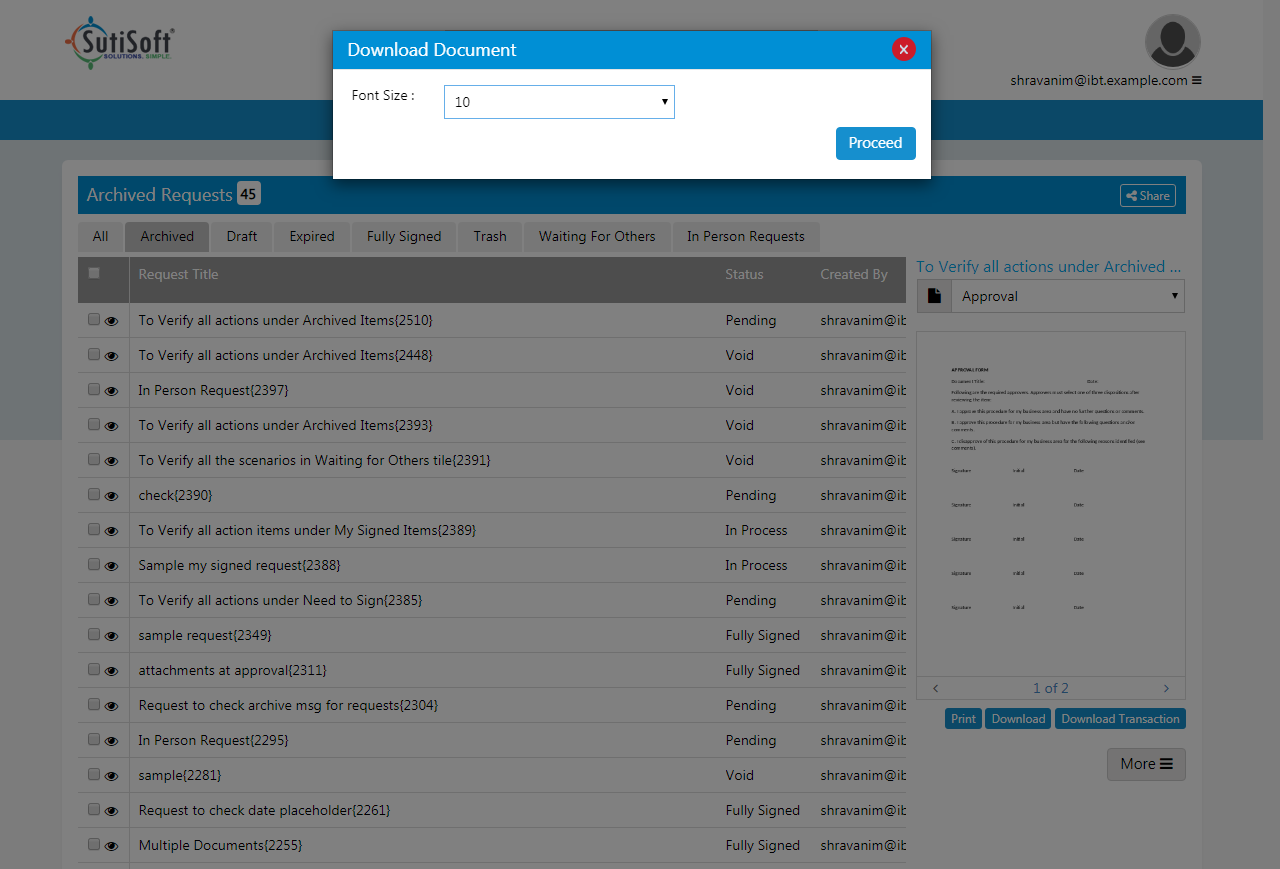 SutiSoft
SOLUTIONS. SIMPLE.
shravanim@ibt.example.com
Download Document
Font Size :
10
Proceed
Archived Requests 45
Share
All Archived Draft Expired Fully Signed Trash Waiting For Others In Person Requests
Request Title Status Created By
To Verify all actions under Archived Items{2510} Pending shravanim@ib
To Verify all actions under Archived Items{2448} Void shravanim@ib
In Person Request{2397} Void shravanim@ib
To Verify all actions under Archived Items{2393} Void shravanim@ib
To Verify all the scenarios in Waiting for Others tile{2391} Void shravanim@ib
check{2390} Pending shravanim@ib
To Verify all action items under My Signed Items{2389} In Process shravanim@ib
Sample my signed request{2388} In Process shravanim@ib
To Verify all actions under Need to Sign{2385} Pending shravanim@ib
sample request{2349} Fully Signed shravanim@ib
attachments at approval{2311} Fully Signed shravanim@ib
Request to check archive msg for requests{2304} Pending shravanim@ib
In Person Request{2295} Pending shravanim@ib
sample{2281} Void shravanim@ib
Request to check date placeholder{2261} Fully Signed shravanim@ib
Multiple Documents{2255} Fully Signed shravanim@ib
To Verify all actions under Archived ...
Approval
APPROVAL FORM
Document Title: Date:
Following are the required approvers. Approvers must select one of three dispositions after
reviewing the item:
A. I approve this procedure for my business area and have no further questions or comments.
B. I approve this procedure for my business area but have the following questions and/or
comments.
C. I disapprove of this procedure for my business area for the following reasons identified (see
comments).
Signature Initial Date
Signature Initial Date
Signature Initial Date
Signature Initial Date
Signature Initial Date
1 of 2
Print Download Download Transaction
More